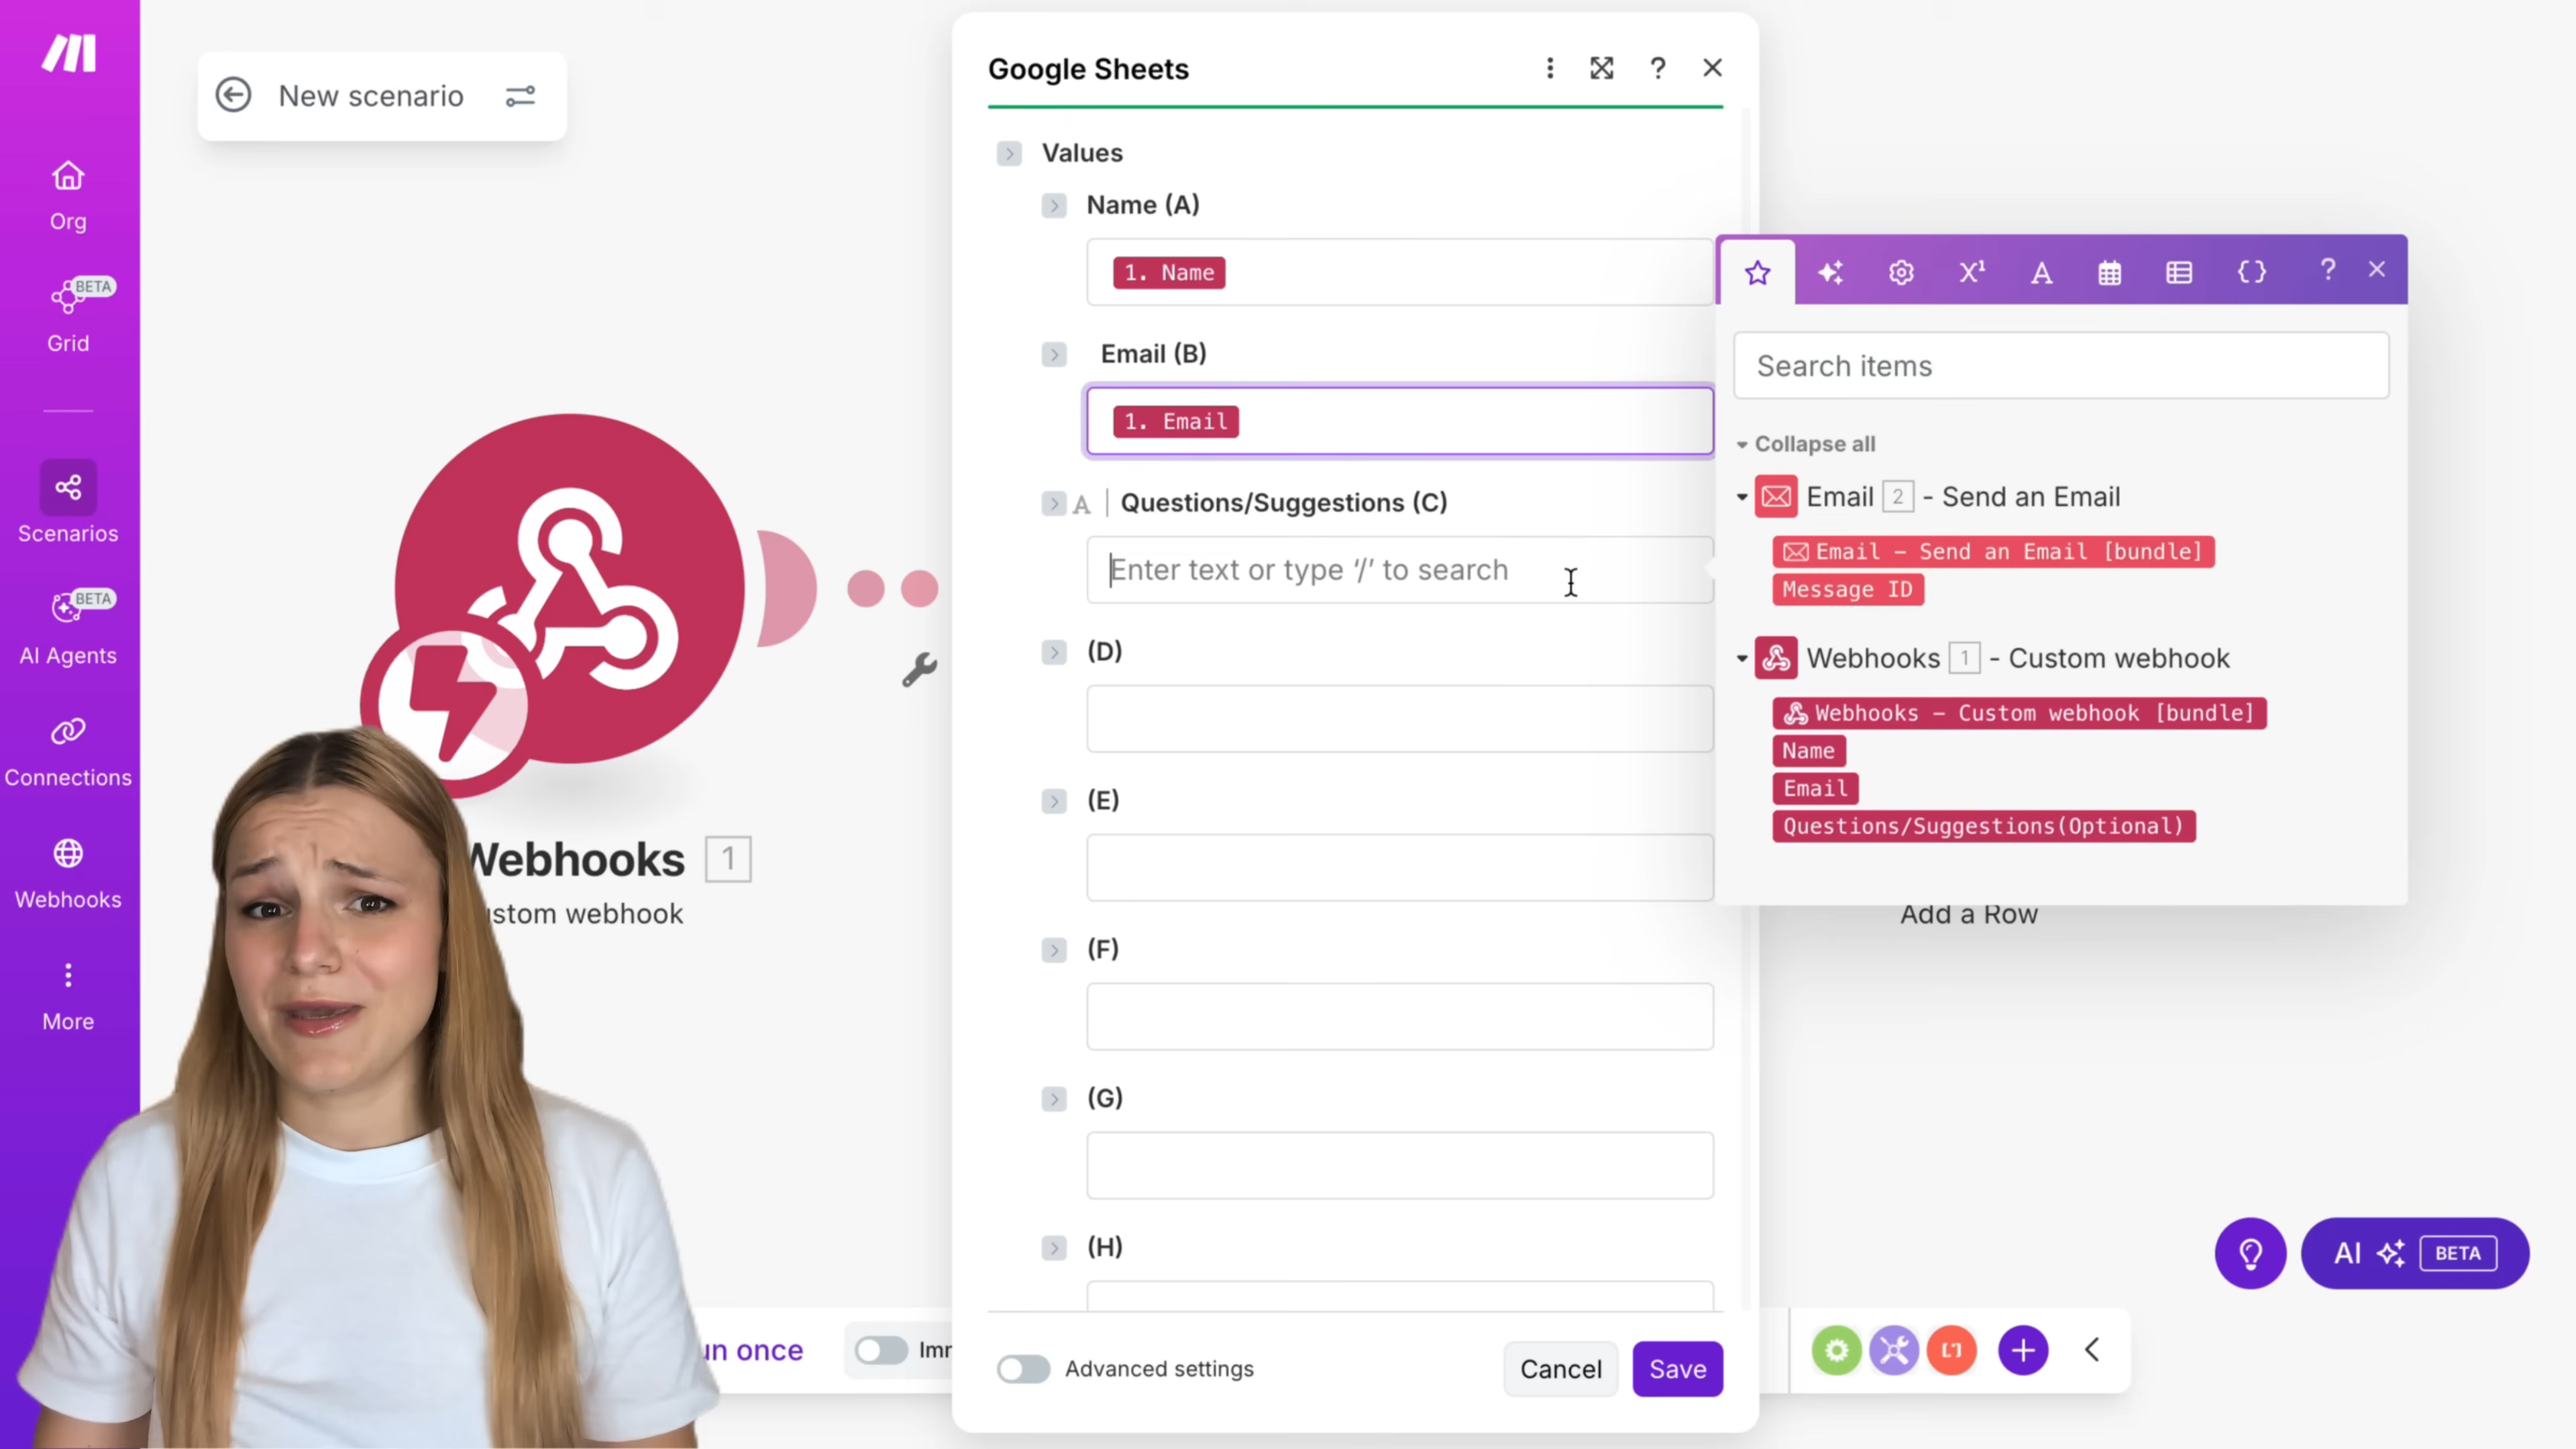 New scenario
Org
BETA
Grid
Scenarios
BETA
AI Agents
Connections
Webhooks
More
Webhooks 1
ustom webhook
Google Sheets
?
Values
Name (A)
1. Name
Email (B)
1. Email
A Questions/Suggestions (C)
Enter text or type '/' to search
(D)
(E)
(F)
(G)
(H)
Advanced settings
Cancel
Save
X¹ A ?
Search items
Collapse all
Email 2 - Send an Email
Email - Send an Email [bundle]
Message ID
Webhooks 1 - Custom webhook
Webhooks - Custom webhook [bundle]
Name
Email
Questions/Suggestions(Optional)
Add a Row
un once
Imr
AI BETA